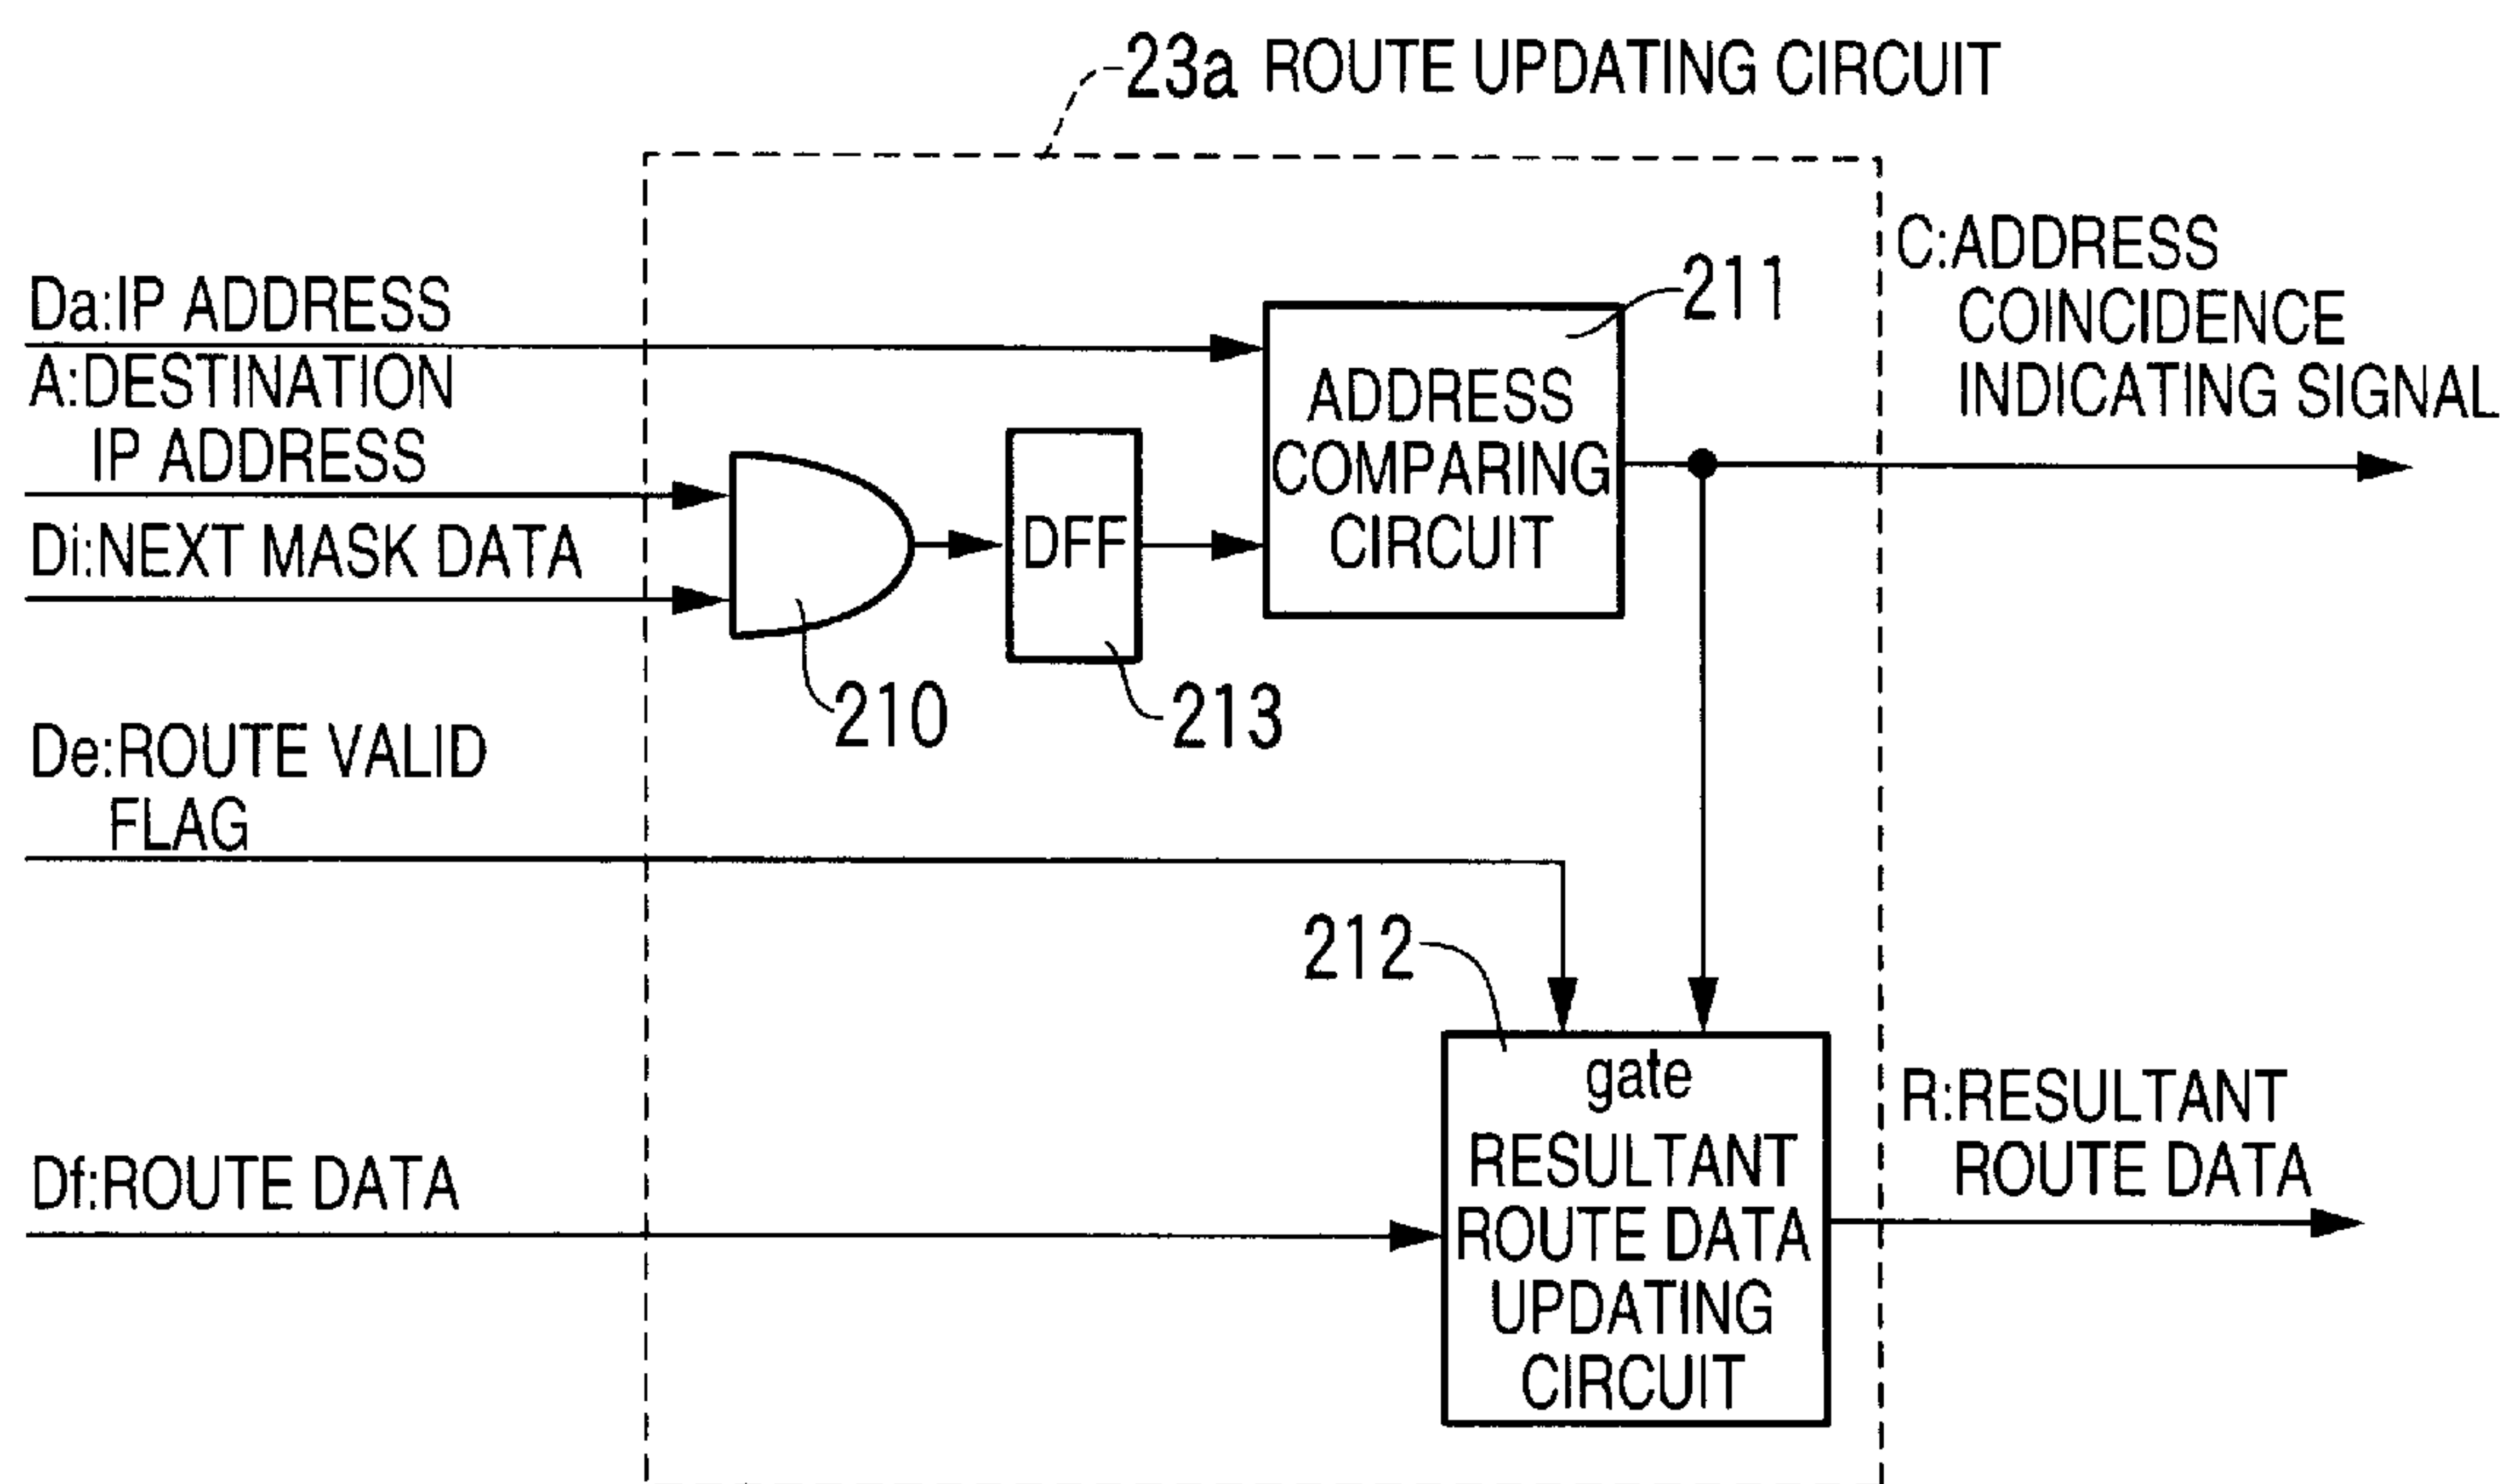 23a ROUTE UPDATING CIRCUIT
Da:IP ADDRESS
A:DESTINATION
IP ADDRESS
Di:NEXT MASK DATA
De:ROUTE VALID
FLAG
Df:ROUTE DATA
210
DFF
213
211
ADDRESS
COMPARING
CIRCUIT
212
gate
RESULTANT
ROUTE DATA
UPDATING
CIRCUIT
C:ADDRESS
COINCIDENCE
INDICATING SIGNAL
R:RESULTANT
ROUTE DATA